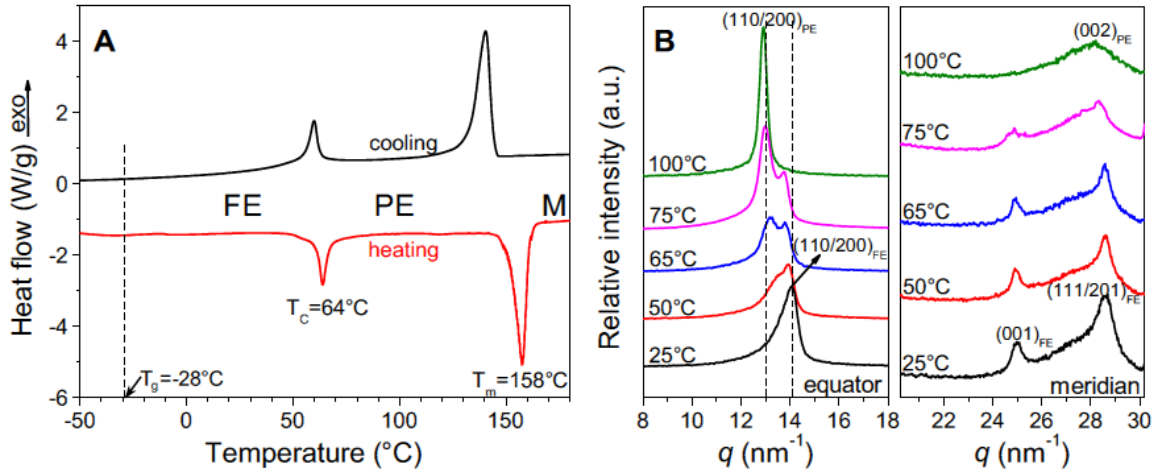 A
Heat flow (W/g) exo
4
2
0
-2
-4
-6
cooling
FE
PE
M
heating
T_C=64°C
T_g=-28°C
T_m=158°C
-50
0
50
100
150
Temperature (°C)
B
Relative intensity (a.u.)
(110/200)_PE
100°C
75°C
65°C
(110/200)_FE
50°C
25°C
equator
8
10
12
14
16
18
q (nm⁻¹)
(002)_PE
100°C
75°C
65°C
50°C
(111/201)_FE
(001)_FE
25°C
meridian
22
24
26
28
30
q (nm⁻¹)